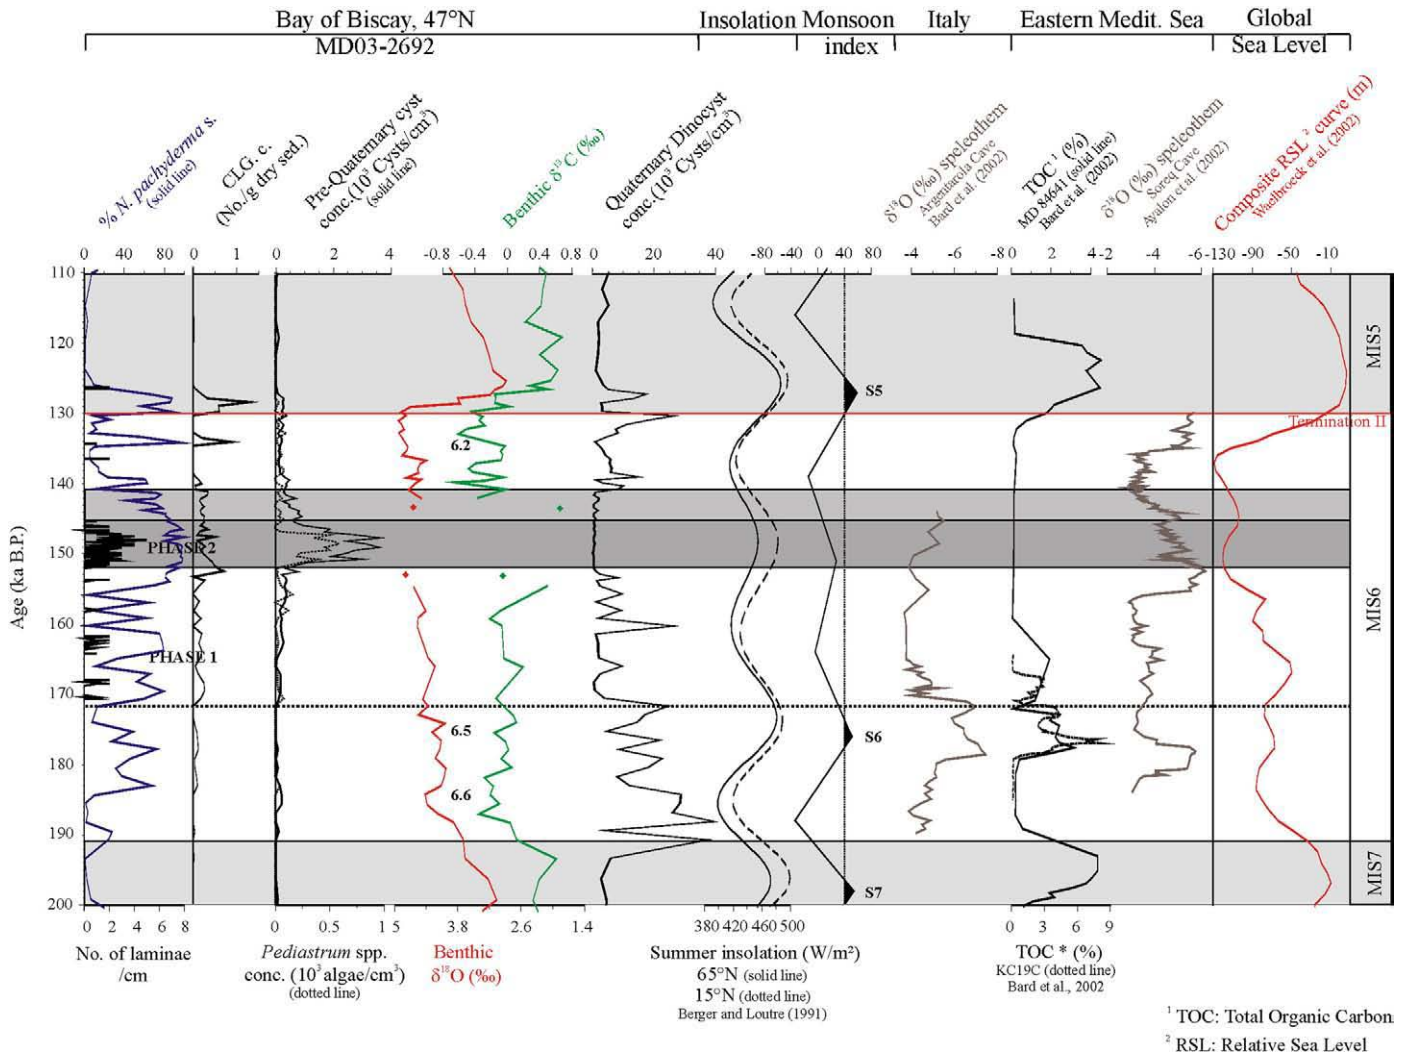 Bay of Biscay, 47°N
Insolation Monsoon
Italy
Eastern Medit. Sea
Global
MD03-2692
index
Sea Level
% N. pachyderma s.
(solid line)
CLG. c.
(No./g dry sed.)
Pre-Quaternary cyst
conc.(10³ Cysts/cm³)
(solid line)
Benthic δ¹³C (‰)
Quaternary Dinocyst
conc.(10³ Cysts/cm³)
δ¹⁸O (‰) speleothem
Argentarola Cave
Bard et al. (2002)
TOC ¹ (%)
MD 84641 (solid line)
Bard et al. (2002)
δ¹⁸O (‰) speleothem
Soreq Cave
Ayalon et al. (2002)
Composite RSL ² curve (m)
Waelbroeck et al. (2002)
0 40 80 0 1 0 2 4 -0.8 -0.4 0 0.4 0.8 0 20 40 -80 -40 0 40 80 -4 -6 -8 0 2 4 -2 -4 -6 -130 -90 -50 -10
110
120
130
140
150
160
170
180
190
200
Age (ka B.P.)
MIS5
S5
Termination II
6.2
PHASE 2
MIS6
PHASE 1
6.5
S6
6.6
MIS7
S7
0 2 4 6 8 0 0.5 1 1.5 3.8 2.6 1.4 380 420 460 500 0 3 6 9
No. of laminae
/cm
Pediastrum spp.
conc. (10³ algae/cm³)
(dotted line)
Benthic
δ¹⁸O (‰)
Summer insolation (W/m²)
65°N (solid line)
15°N (dotted line)
Berger and Loutre (1991)
TOC * (%)
KC19C (dotted line)
Bard et al., 2002
¹ TOC: Total Organic Carbon
² RSL: Relative Sea Level